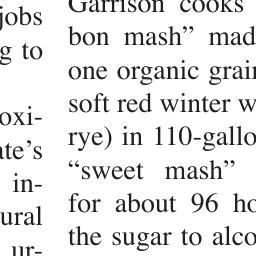 jobs
g to
oxi-
ate's
in-
ural
ur-
Garrison cooks
bon mash” mad
one organic grai
soft red winter w
rye) in 110-gallo
“sweet mash”
for about 96 ho
the sugar to alco